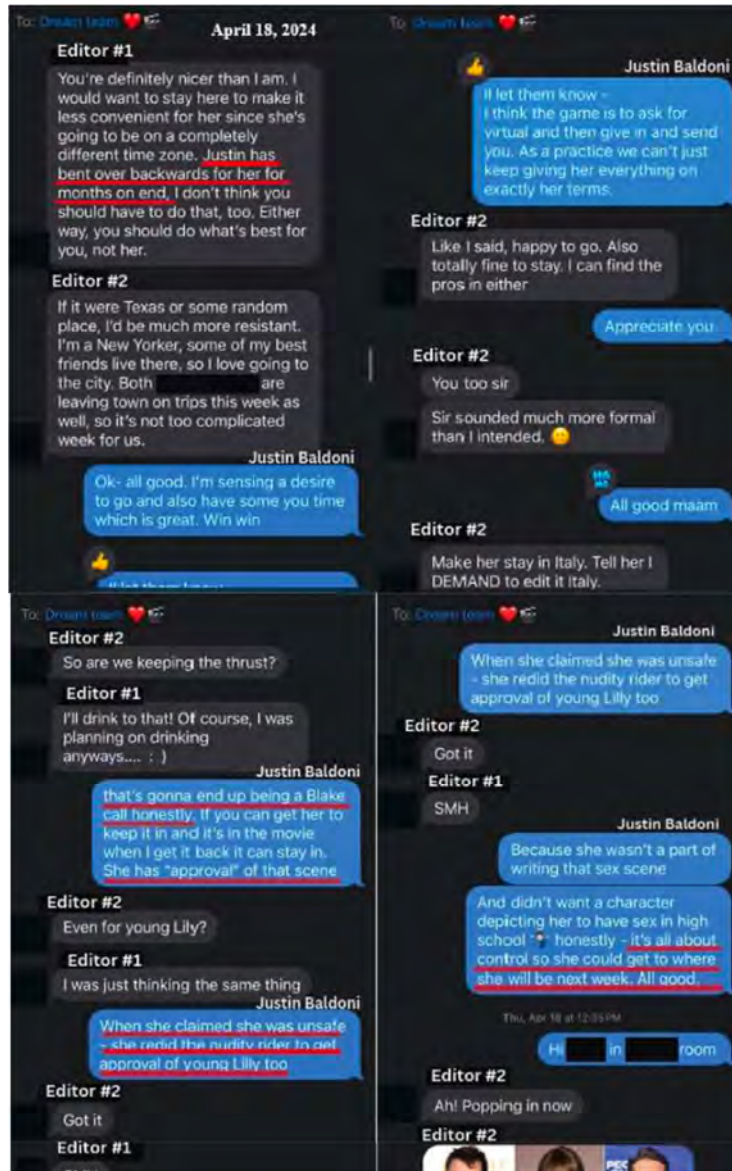 To: Dream team ❤️🎬
April 18, 2024
Editor #1
You're definitely nicer than I am. I
would want to stay here to make it
less convenient for her since she's
going to be on a completely
different time zone. Justin has
bent over backwards for her for
months on end, I don't think you
should have to do that, too. Either
way, you should do what's best for
you, not her.
Editor #2
If it were Texas or some random
place, I'd be much more resistant.
I'm a New Yorker, some of my best
friends live there, so I love going to
the city. Both
are
leaving town on trips this week as
well, so it's not too complicated
week for us.
Justin Baldoni
Ok- all good. I'm sensing a desire
to go and also have some you time
which is great. Win win
👍
ll let them know
To: Dream team ❤️🎬
👍
Justin Baldoni
ll let them know -
I think the game is to ask for
virtual and then give in and send
you. As a practice we can't just
keep giving her everything on
exactly her terms.
Editor #2
Like I said, happy to go. Also
totally fine to stay. I can find the
pros in either
Appreciate you
Editor #2
You too sir
Sir sounded much more formal
than I intended.
HA HA
All good maam
Editor #2
Make her stay in Italy. Tell her I
DEMAND to edit it Italy.
To: Dream team ❤️🎬
Editor #2
So are we keeping the thrust?
Editor #1
I'll drink to that! Of course, I was
planning on drinking
anyways.... : )
Justin Baldoni
that's gonna end up being a Blake
call honestly. If you can get her to
keep it in and it's in the movie
when I get it back it can stay in.
She has "approval" of that scene
Editor #2
Even for young Lily?
Editor #1
I was just thinking the same thing
Justin Baldoni
When she claimed she was unsafe
- she redid the nudity rider to get
approval of young Lilly too
Editor #2
Got it
Editor #1
To: Dream team ❤️🎬
Justin Baldoni
When she claimed she was unsafe
- she redid the nudity rider to get
approval of young Lilly too
Editor #2
Got it
Editor #1
SMH
Justin Baldoni
Because she wasn't a part of
writing that sex scene
And didn't want a character
depicting her to have sex in high
school honestly - it's all about
control so she could get to where
she will be next week. All good.
Thu, Apr 18 at 12:35 PM
Hi
in
room
Editor #2
Ah! Popping in now
Editor #2